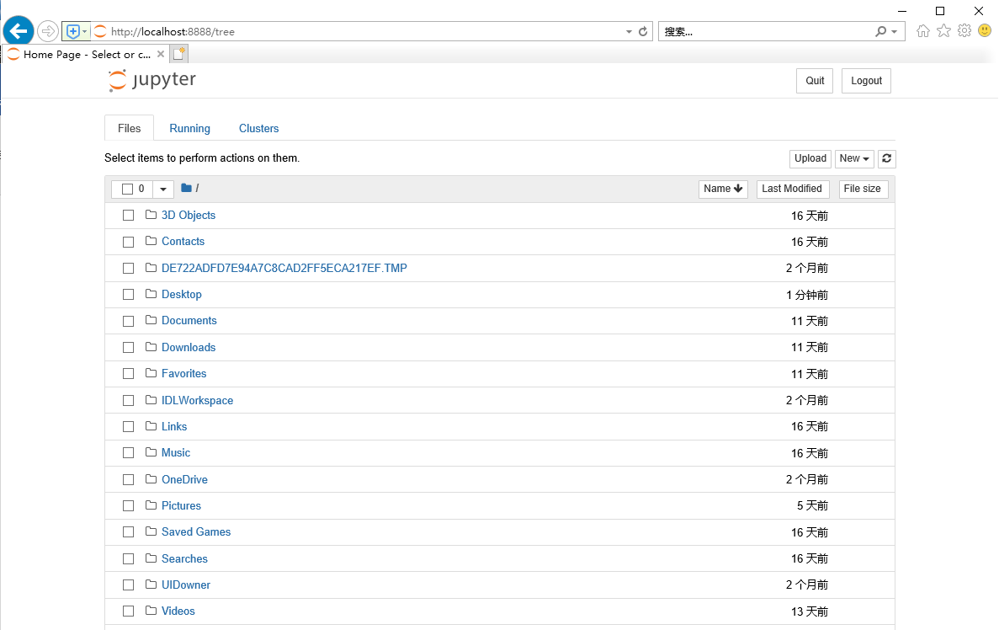 http://localhost:8888/tree
搜索...
Home Page - Select or c...
jupyter
Quit
Logout
Files
Running
Clusters
Select items to perform actions on them.
Upload
New
0
/
Name
Last Modified
File size
3D Objects 16 天前
Contacts 16 天前
DE722ADFD7E94A7C8CAD2FF5ECA217EF.TMP 2 个月前
Desktop 1 分钟前
Documents 11 天前
Downloads 11 天前
Favorites 11 天前
IDLWorkspace 2 个月前
Links 16 天前
Music 16 天前
OneDrive 2 个月前
Pictures 5 天前
Saved Games 16 天前
Searches 16 天前
UIDowner 2 个月前
Videos 13 天前